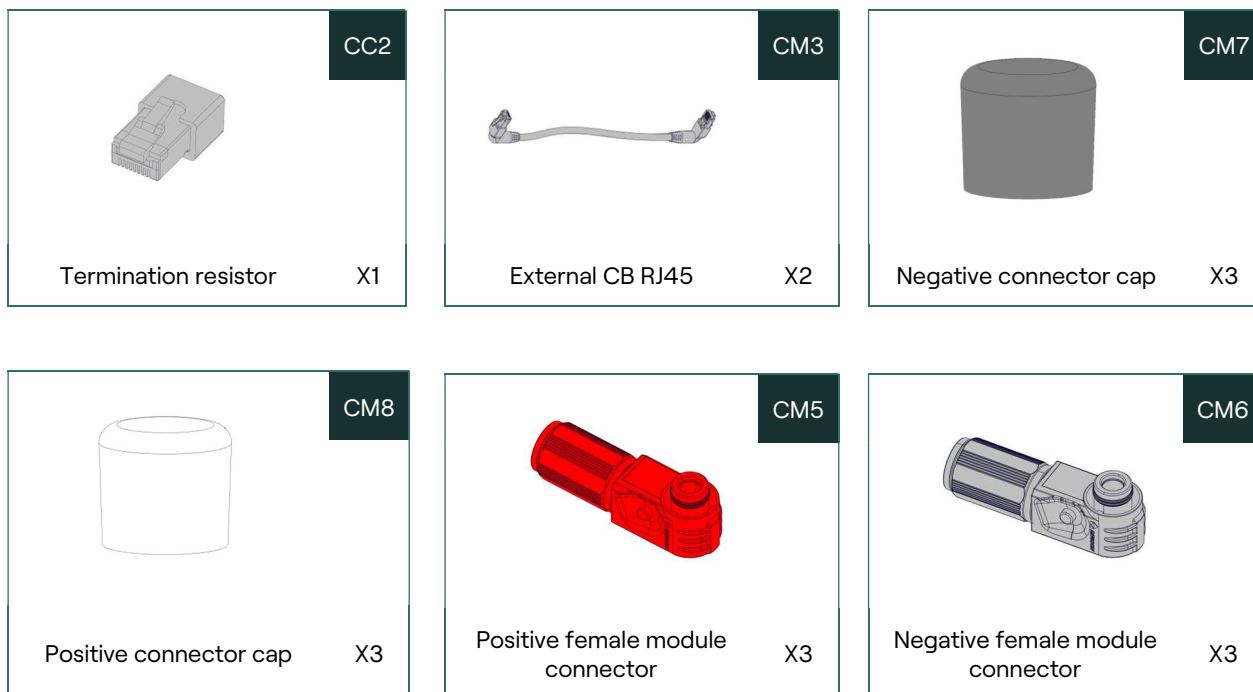 CC2
Termination resistor X1
CM3
External CB RJ45 X2
CM7
Negative connector cap X3
CM8
Positive connector cap X3
CM5
Positive female module
connector
X3
CM6
Negative female module
connector
X3